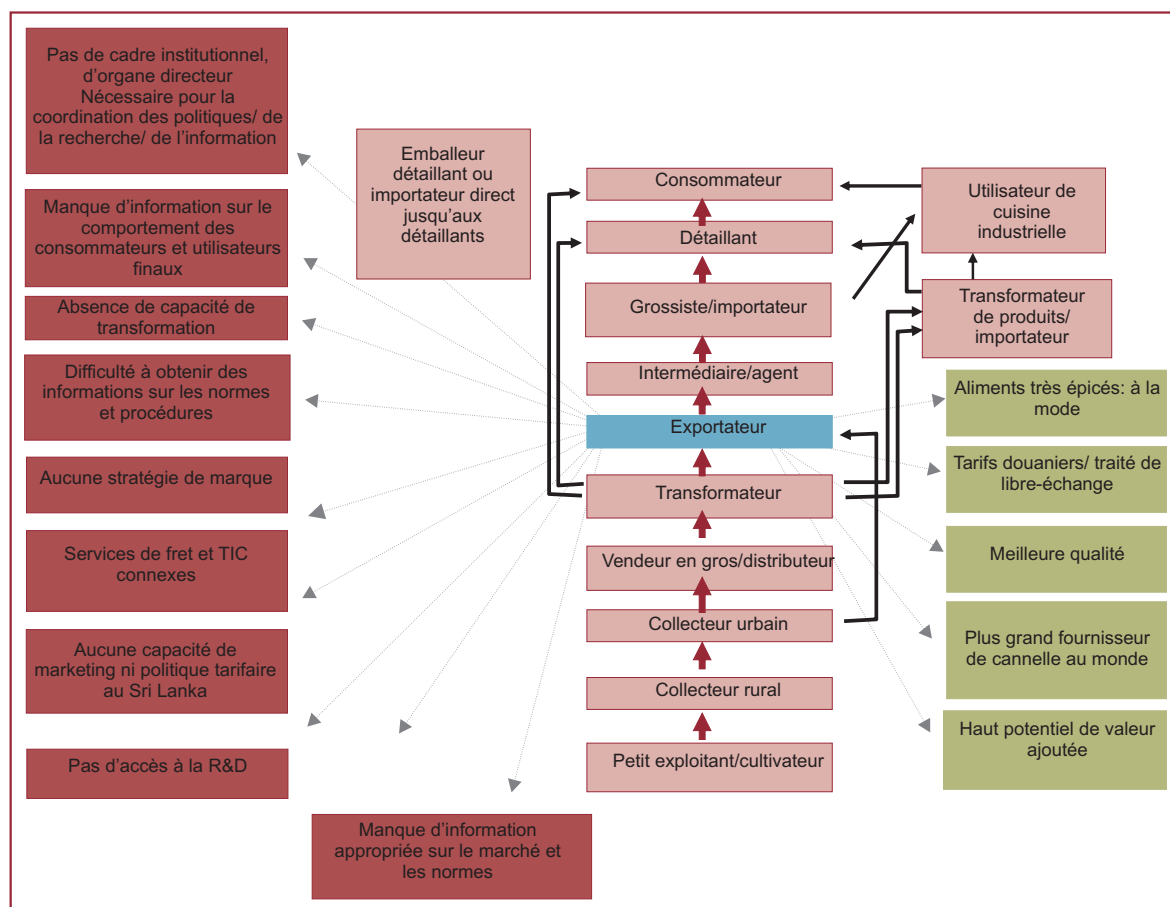 Pas de cadre institutionnel,
d’organe directeur
Nécessaire pour la
coordination des politiques/ de
la recherche/ de l’information
Manque d’information sur le
comportement des
consommateurs et utilisateurs
finaux
Absence de capacité de
transformation
Difficulté à obtenir des
informations sur les normes
et procédures
Aucune stratégie de marque
Services de fret et TIC
connexes
Aucune capacité de
marketing ni politique tarifaire
au Sri Lanka
Pas d’accès à la R&D
Manque d’information
appropriée sur le marché et
les normes
Emballeur
détaillant ou
importateur direct
jusqu’aux
détaillants
Consommateur
Détaillant
Grossiste/importateur
Intermédiaire/agent
Exportateur
Transformateur
Vendeur en gros/distributeur
Collecteur urbain
Collecteur rural
Petit exploitant/cultivateur
Utilisateur de
cuisine
industrielle
Transformateur
de produits/
importateur
Aliments très épicés: à la
mode
Tarifs douaniers/ traité de
libre-échange
Meilleure qualité
Plus grand fournisseur
de cannelle au monde
Haut potentiel de valeur
ajoutée